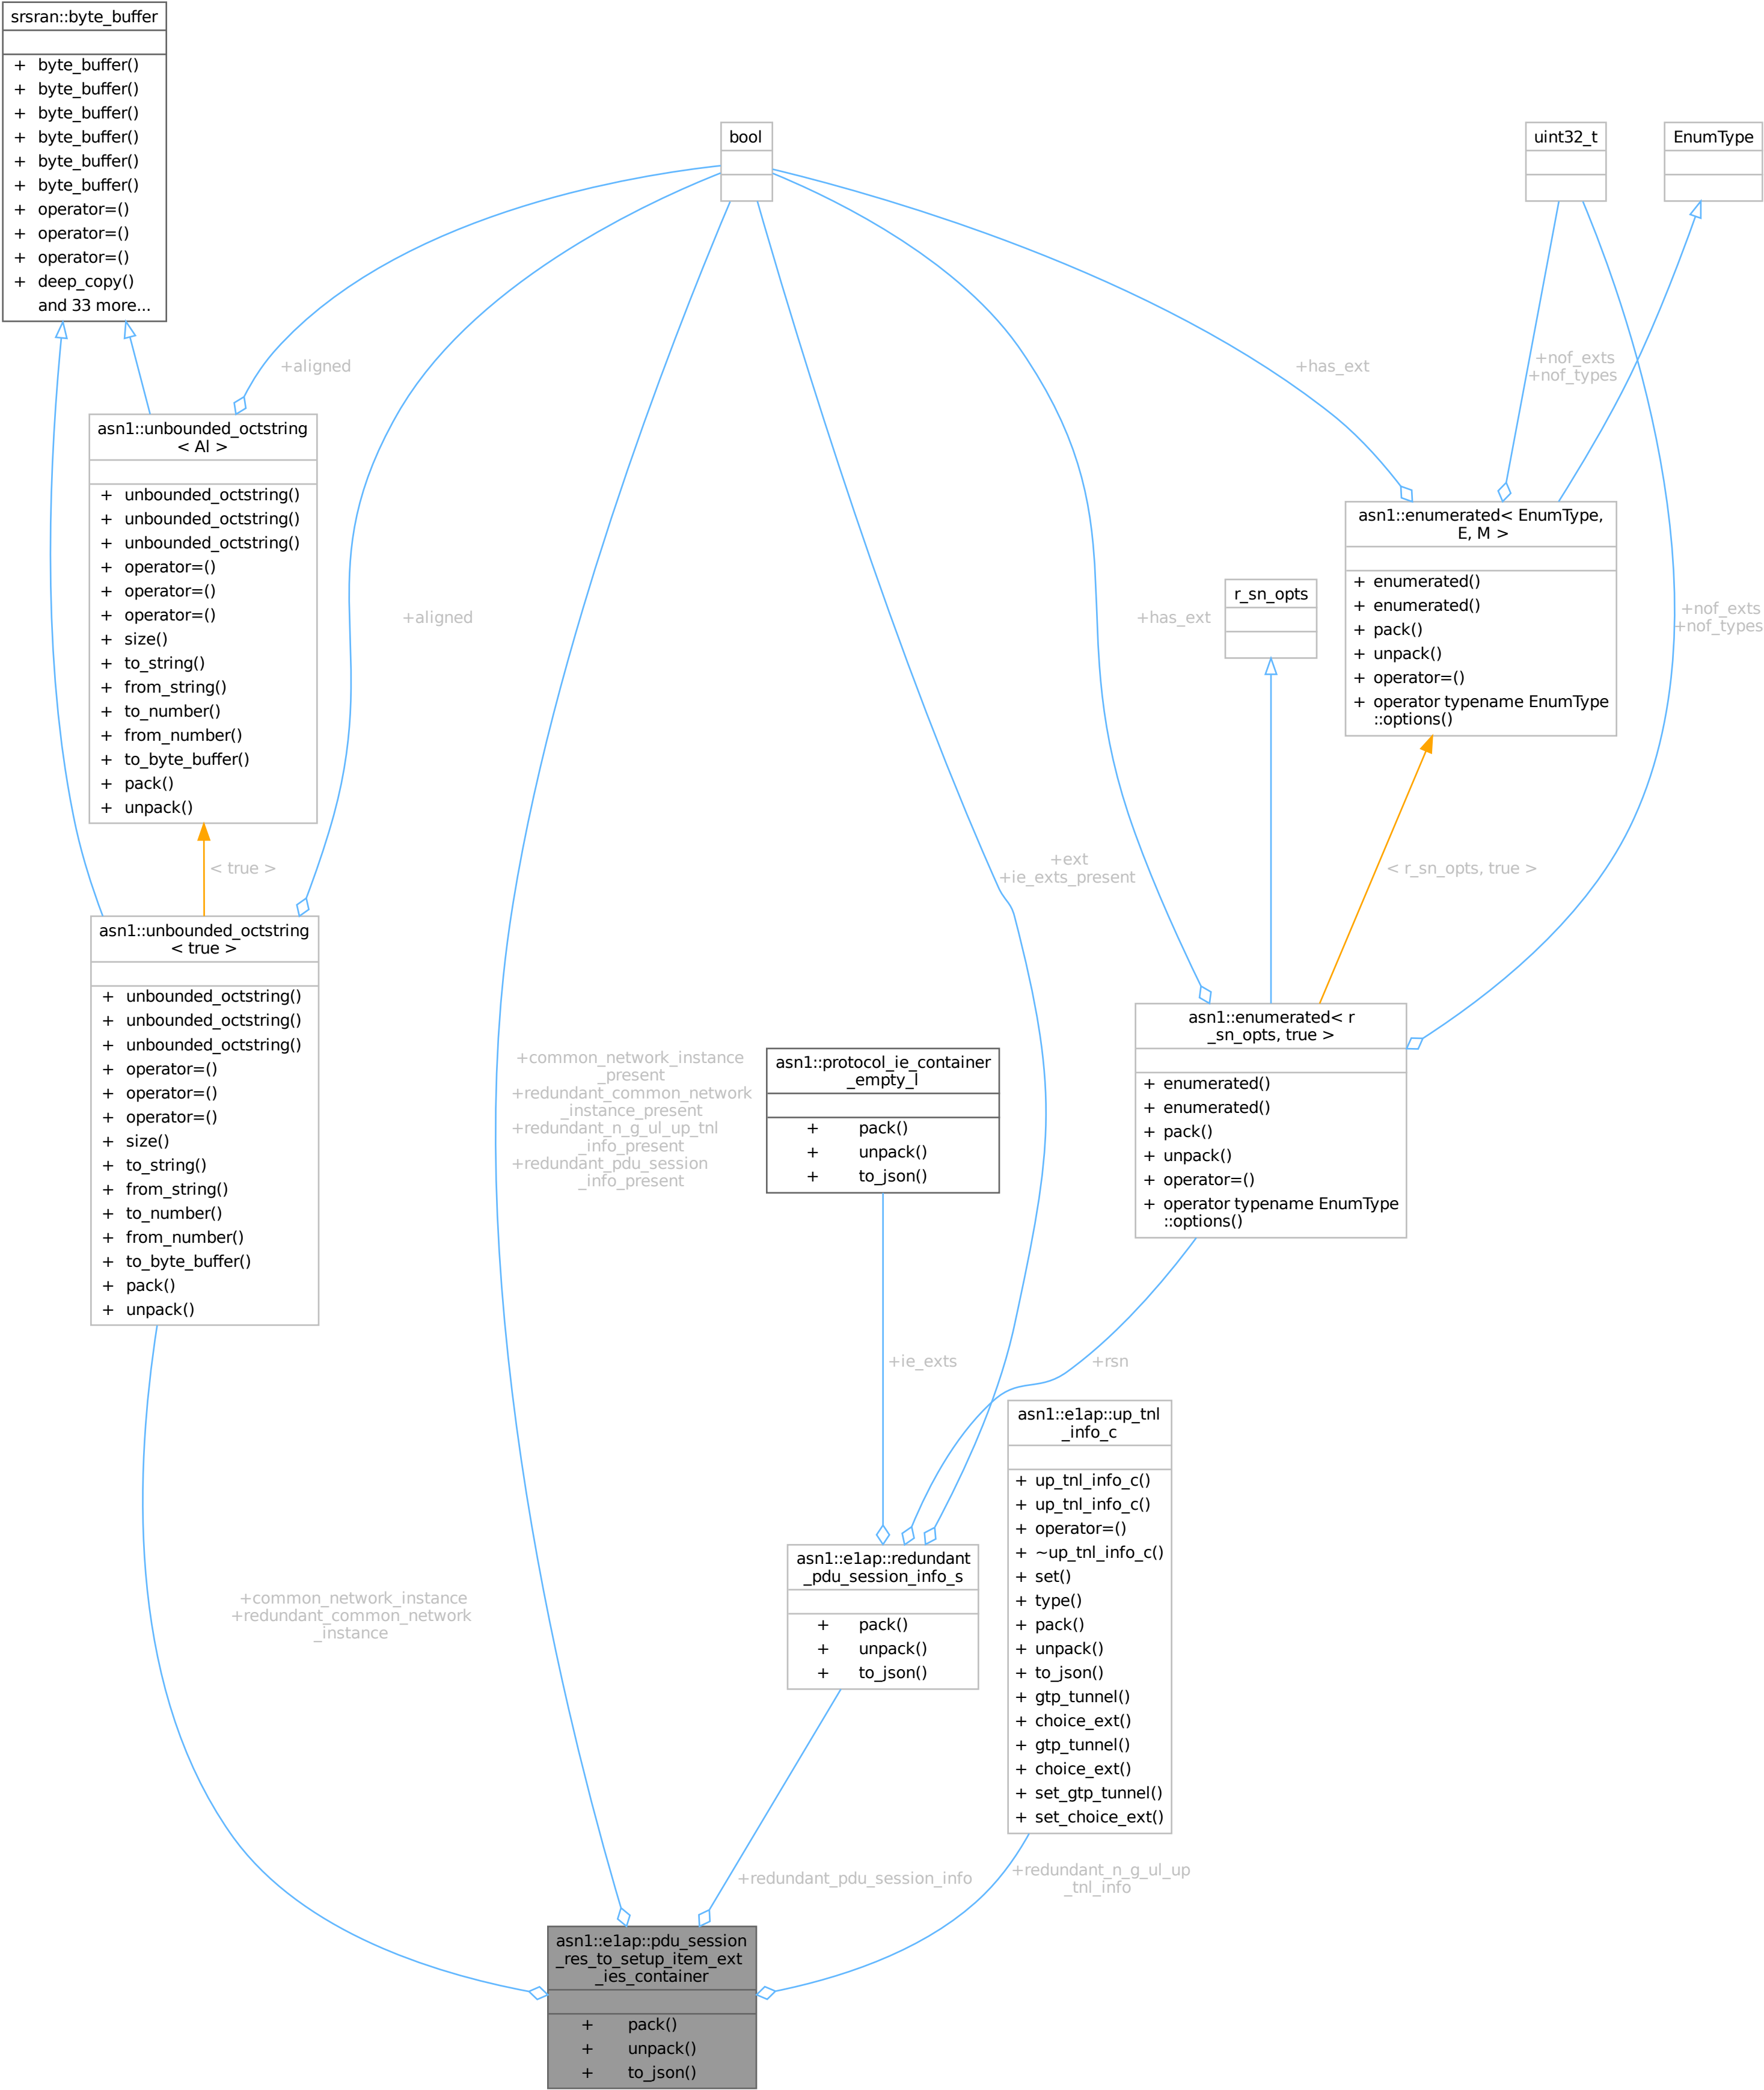 srsran::byte_buffer
+ byte_buffer()
+ byte_buffer()
+ byte_buffer()
+ byte_buffer()
+ byte_buffer()
+ byte_buffer()
+ operator=()
+ operator=()
+ operator=()
+ deep_copy()
and 33 more...
bool
uint32_t
EnumType
+aligned
+has_ext
+nof_exts
+nof_types
asn1::unbounded_octstring
< Al >
+ unbounded_octstring()
+ unbounded_octstring()
+ unbounded_octstring()
+ operator=()
+ operator=()
+ operator=()
+ size()
+ to_string()
+ from_string()
+ to_number()
+ from_number()
+ to_byte_buffer()
+ pack()
+ unpack()
asn1::enumerated< EnumType,
E, M >
+ enumerated()
+ enumerated()
+ pack()
+ unpack()
+ operator=()
+ operator typename EnumType
::options()
r_sn_opts
+aligned
+has_ext
+nof_exts
+nof_types
< true >
+ext
+ie_exts_present
< r_sn_opts, true >
asn1::unbounded_octstring
< true >
+ unbounded_octstring()
+ unbounded_octstring()
+ unbounded_octstring()
+ operator=()
+ operator=()
+ operator=()
+ size()
+ to_string()
+ from_string()
+ to_number()
+ from_number()
+ to_byte_buffer()
+ pack()
+ unpack()
+common_network_instance
_present
+redundant_common_network
_instance_present
+redundant_n_g_ul_up_tnl
_info_present
+redundant_pdu_session
_info_present
asn1::protocol_ie_container
_empty_l
+ pack()
+ unpack()
+ to_json()
asn1::enumerated< r
_sn_opts, true >
+ enumerated()
+ enumerated()
+ pack()
+ unpack()
+ operator=()
+ operator typename EnumType
::options()
+ie_exts
+rsn
asn1::e1ap::up_tnl
_info_c
+ up_tnl_info_c()
+ up_tnl_info_c()
+ operator=()
+ ~up_tnl_info_c()
+ set()
+ type()
+ pack()
+ unpack()
+ to_json()
+ gtp_tunnel()
+ choice_ext()
+ gtp_tunnel()
+ choice_ext()
+ set_gtp_tunnel()
+ set_choice_ext()
asn1::e1ap::redundant
_pdu_session_info_s
+ pack()
+ unpack()
+ to_json()
+common_network_instance
+redundant_common_network
_instance
+redundant_pdu_session_info
+redundant_n_g_ul_up
_tnl_info
asn1::e1ap::pdu_session
_res_to_setup_item_ext
_ies_container
+ pack()
+ unpack()
+ to_json()